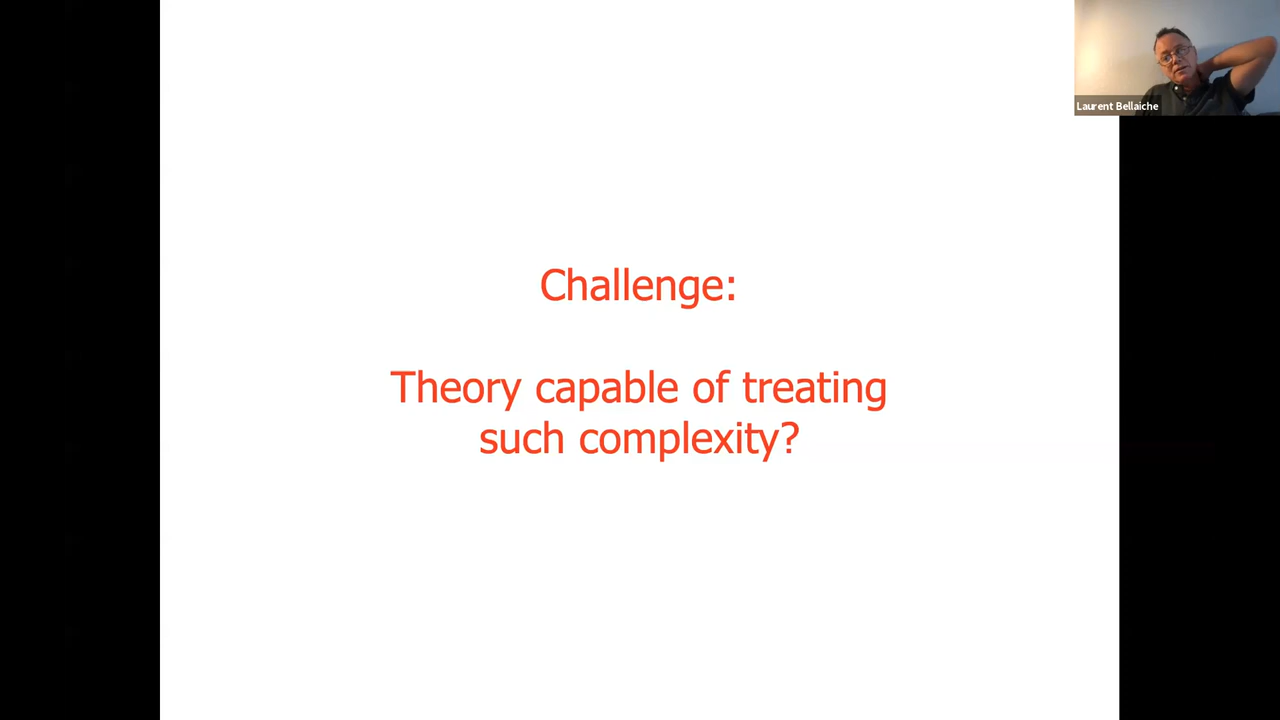 Laurent Bellaiche
Challenge:
Theory capable of treating
such complexity?